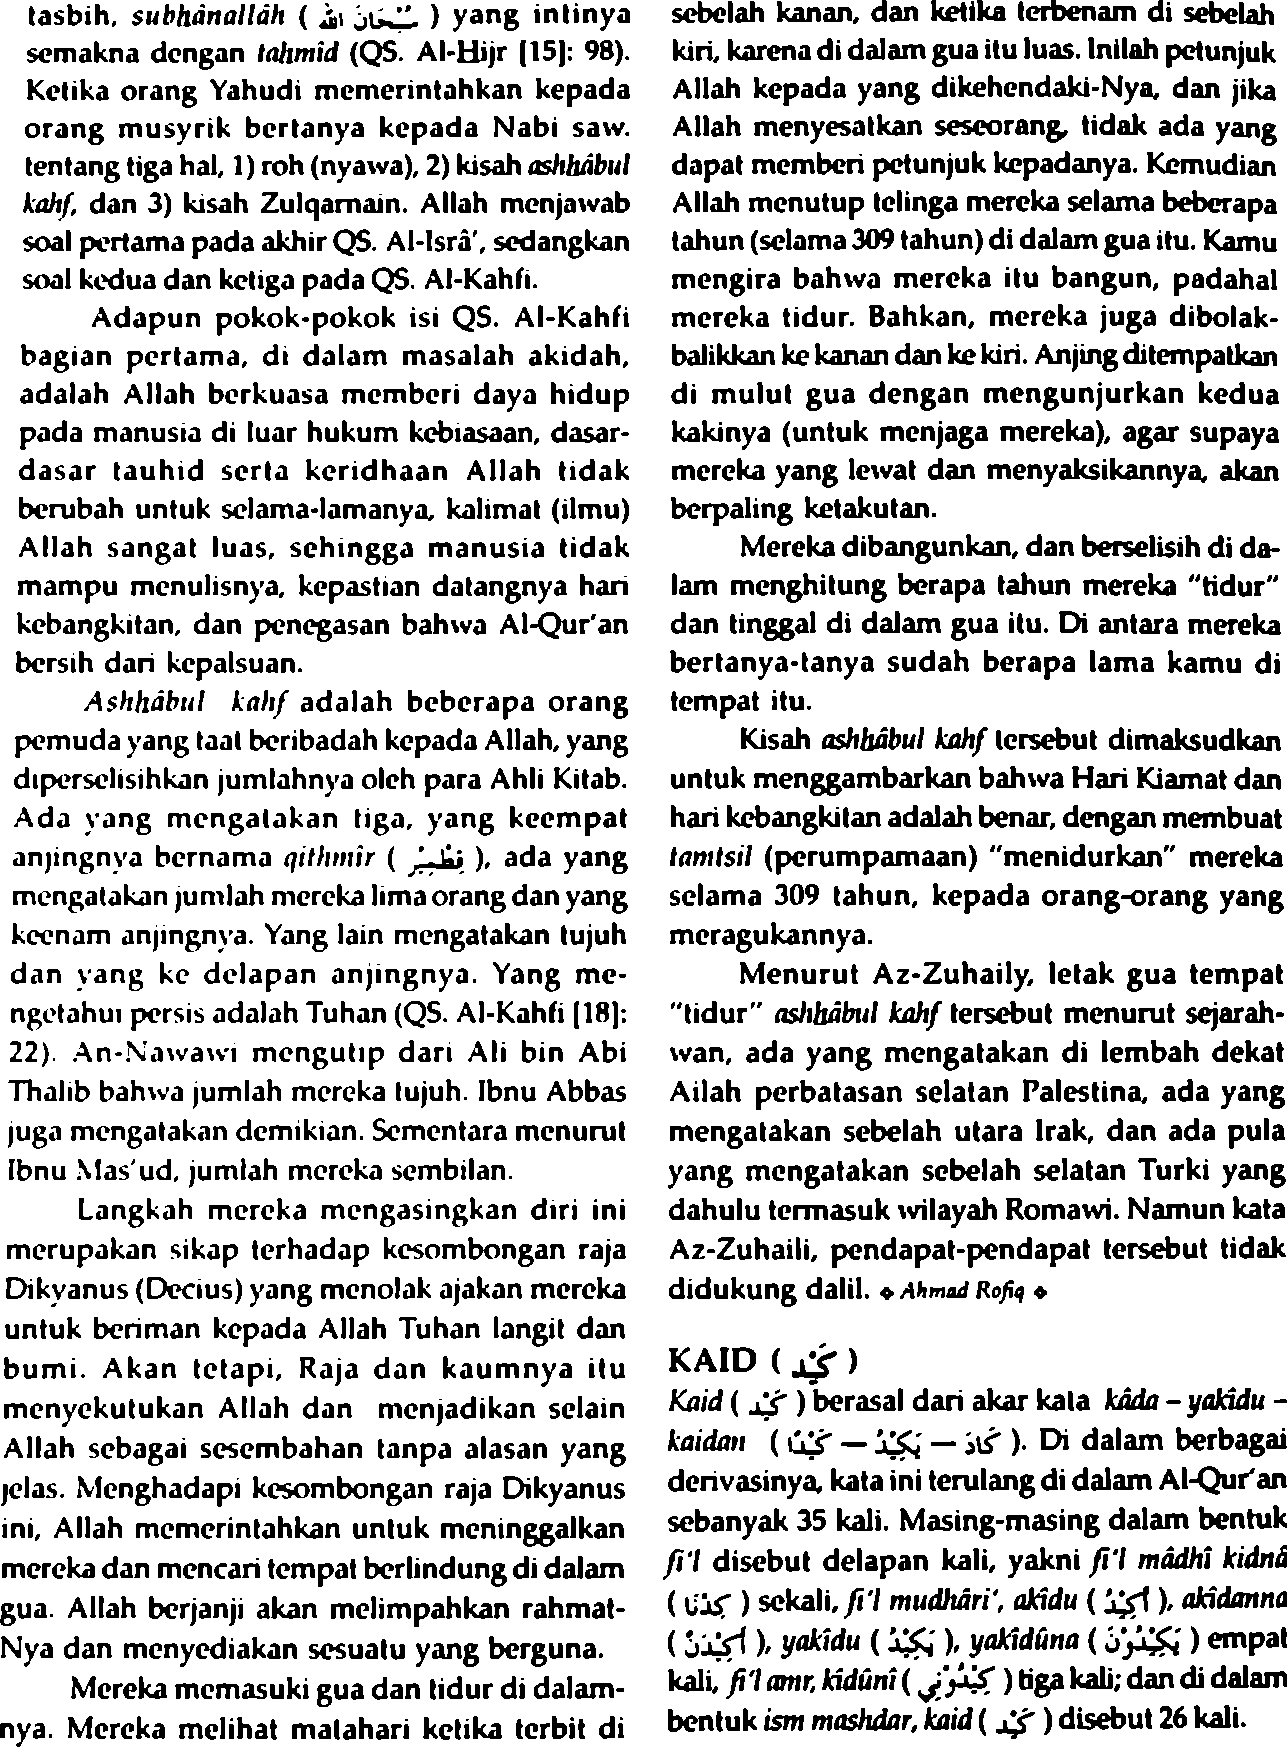 tasbih, subhânallâh ( سُبْحَانَ اللهِ ) yang intinya
semakna dengan tahmîd (QS. Al-Hijr [15]: 98).
Ketika orang Yahudi memerintahkan kepada
orang musyrik bertanya kepada Nabi saw.
tentang tiga hal, 1) roh (nyawa), 2) kisah ashhâbul
kahf, dan 3) kisah Zulqarnain. Allah menjawab
soal pertama pada akhir QS. Al-Isrâ', sedangkan
soal kedua dan ketiga pada QS. Al-Kahfi.
Adapun pokok-pokok isi QS. Al-Kahfi
bagian pertama, di dalam masalah akidah,
adalah Allah berkuasa memberi daya hidup
pada manusia di luar hukum kebiasaan, dasar-
dasar tauhid serta keridhaan Allah tidak
berubah untuk selama-lamanya, kalimat (ilmu)
Allah sangat luas, sehingga manusia tidak
mampu menulisnya, kepastian datangnya hari
kebangkitan, dan penegasan bahwa Al-Qur'an
bersih dari kepalsuan.
Ashhâbul kahf adalah beberapa orang
pemuda yang taat beribadah kepada Allah, yang
diperselisihkan jumlahnya oleh para Ahli Kitab.
Ada yang mengatakan tiga, yang keempat
anjingnya bernama qithmîr ( قِطْمِيْرٌ ), ada yang
mengatakan jumlah mereka lima orang dan yang
keenam anjingnya. Yang lain mengatakan tujuh
dan yang ke delapan anjingnya. Yang me-
ngetahui persis adalah Tuhan (QS. Al-Kahfi [18]:
22). An-Nawawi mengutip dari Ali bin Abi
Thalib bahwa jumlah mereka tujuh. Ibnu Abbas
juga mengatakan demikian. Sementara menurut
Ibnu Mas'ud, jumlah mereka sembilan.
Langkah mereka mengasingkan diri ini
merupakan sikap terhadap kesombongan raja
Dikyanus (Decius) yang menolak ajakan mereka
untuk beriman kepada Allah Tuhan langit dan
bumi. Akan tetapi, Raja dan kaumnya itu
menyekutukan Allah dan menjadikan selain
Allah sebagai sesembahan tanpa alasan yang
jelas. Menghadapi kesombongan raja Dikyanus
ini, Allah memerintahkan untuk meninggalkan
mereka dan mencari tempat berlindung di dalam
gua. Allah berjanji akan melimpahkan rahmat-
Nya dan menyediakan sesuatu yang berguna.
Mereka memasuki gua dan tidur di dalam-
nya. Mereka melihat matahari ketika terbit di
sebelah kanan, dan ketika terbenam di sebelah
kiri, karena di dalam gua itu luas. Inilah petunjuk
Allah kepada yang dikehendaki-Nya, dan jika
Allah menyesatkan seseorang, tidak ada yang
dapat memberi petunjuk kepadanya. Kemudian
Allah menutup telinga mereka selama beberapa
tahun (selama 309 tahun) di dalam gua itu. Kamu
mengira bahwa mereka itu bangun, padahal
mereka tidur. Bahkan, mereka juga dibolak-
balikkan ke kanan dan ke kiri. Anjing ditempatkan
di mulut gua dengan mengunjurkan kedua
kakinya (untuk menjaga mereka), agar supaya
mereka yang lewat dan menyaksikannya, akan
berpaling ketakutan.
Mereka dibangunkan, dan berselisih di da-
lam menghitung berapa tahun mereka "tidur"
dan tinggal di dalam gua itu. Di antara mereka
bertanya-tanya sudah berapa lama kamu di
tempat itu.
Kisah ashhâbul kahf tersebut dimaksudkan
untuk menggambarkan bahwa Hari Kiamat dan
hari kebangkitan adalah benar, dengan membuat
tamtsil (perumpamaan) "menidurkan" mereka
selama 309 tahun, kepada orang-orang yang
meragukannya.
Menurut Az-Zuhaily, letak gua tempat
"tidur" ashhâbul kahf tersebut menurut sejarah-
wan, ada yang mengatakan di lembah dekat
Ailah perbatasan selatan Palestina, ada yang
mengatakan sebelah utara Irak, dan ada pula
yang mengatakan sebelah selatan Turki yang
dahulu termasuk wilayah Romawi. Namun kata
Az-Zuhaili, pendapat-pendapat tersebut tidak
didukung dalil. ❖ Ahmad Rofiq ❖
KAID ( كَيْد )
Kaid ( كَيْد ) berasal dari akar kata kâda – yakîdu –
kaidan ( كَادَ – يَكِيْدُ – كَيْدًا ). Di dalam berbagai
derivasinya, kata ini terulang di dalam Al-Qur'an
sebanyak 35 kali. Masing-masing dalam bentuk
fi'l disebut delapan kali, yakni fi'l mâdhî kidnâ
( كِدْنَا ) sekali, fi'l mudhâri', akîdu ( أَكِيْدُ ), akîdanna
( أَكِيْدَنَّ ), yakîdu ( يَكِيْدُ ), yakîdûna ( يَكِيْدُوْنَ ) empat
kali, fi'l amr, kîdûnî ( كِيْدُوْنِي ) tiga kali; dan di dalam
bentuk ism mashdar, kaid ( كَيْد ) disebut 26 kali.